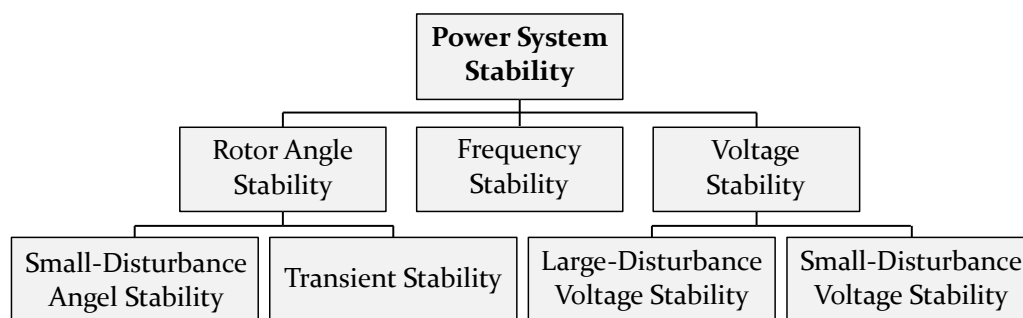 Power System
Stability
Rotor Angle
Stability
Frequency
Stability
Voltage
Stability
Small-Disturbance
Angel Stability
Transient Stability
Large-Disturbance
Voltage Stability
Small-Disturbance
Voltage Stability